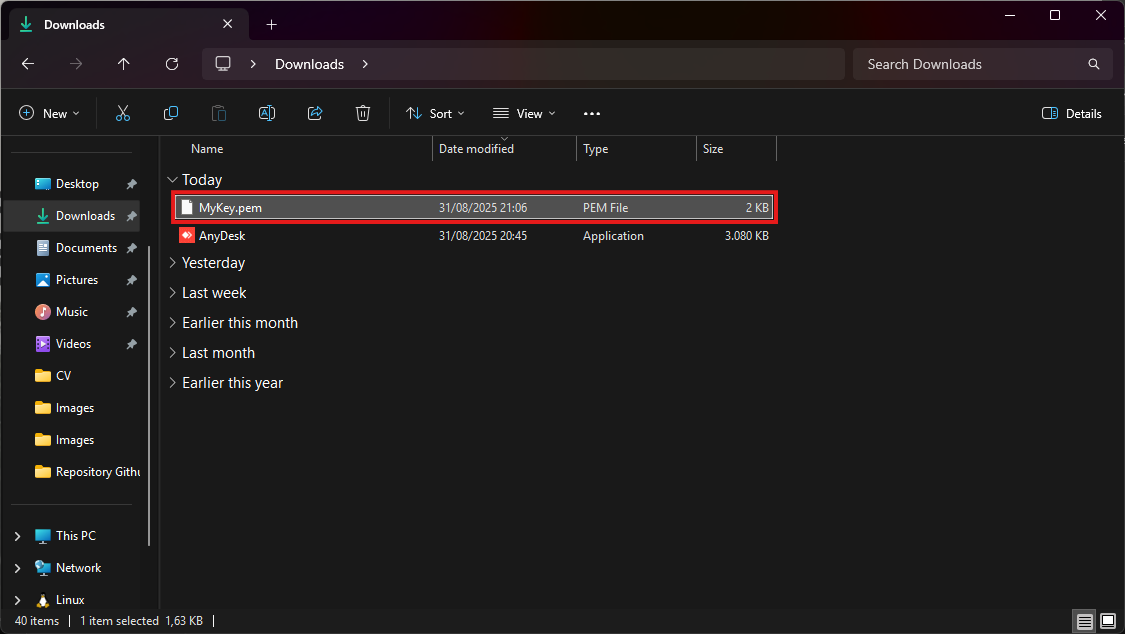 Downloads
Downloads
Search Downloads
New
Sort
View
Details
Name Date modified Type Size
Today
MyKey.pem 31/08/2025 21:06 PEM File 2 KB
AnyDesk 31/08/2025 20:45 Application 3.080 KB
Yesterday
Last week
Earlier this month
Last month
Earlier this year
Desktop
Downloads
Documents
Pictures
Music
Videos
CV
Images
Images
Repository Githu
This PC
Network
Linux
40 items 1 item selected 1,63 KB